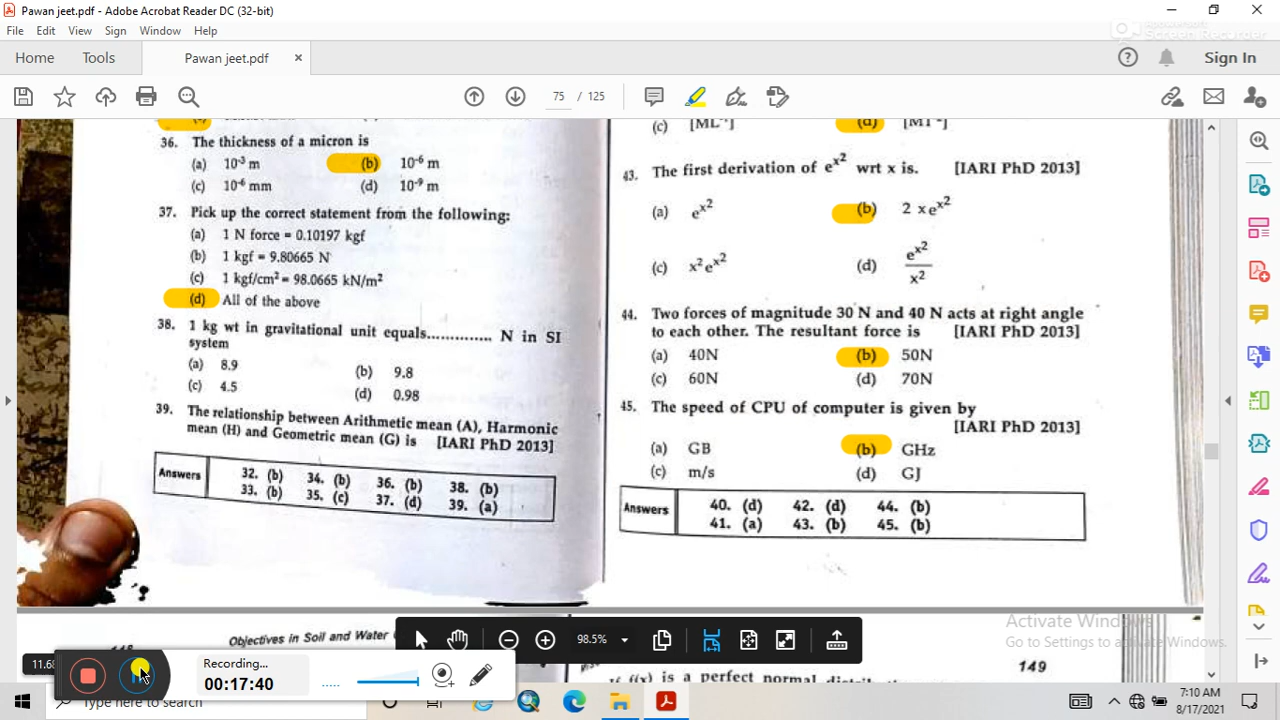 Pawan jeet.pdf - Adobe Acrobat Reader DC (32-bit)
File Edit View Sign Window Help
Home Tools Pawan jeet.pdf × Sign In
75 / 125
36. The thickness of a micron is
(a) 10⁻³ m (b) 10⁻⁶ m
(c) 10⁻⁶ mm (d) 10⁻⁹ m
37. Pick up the correct statement from the following:
(a) 1 N force = 0.10197 kgf
(b) 1 kgf = 9.80665 N
(c) 1 kgf/cm² = 98.0665 kN/m²
(d) All of the above
38. 1 kg wt in gravitational unit equals.............. N in SI
system
(a) 8.9 (b) 9.8
(c) 4.5 (d) 0.98
39. The relationship between Arithmetic mean (A), Harmonic
mean (H) and Geometric mean (G) is [IARI PhD 2013]
Answers 32. (b) 34. (b) 36. (b) 38. (b)
33. (b) 35. (c) 37. (d) 39. (a)
(c) [ML⁻¹] (d) [MT⁻²]
43. The first derivation of e^x² wrt x is. [IARI PhD 2013]
(a) e^x² (b) 2 xe^x²
(c) x²e^x² (d) e^x²/x²
44. Two forces of magnitude 30 N and 40 N acts at right angle
to each other. The resultant force is [IARI PhD 2013]
(a) 40N (b) 50N
(c) 60N (d) 70N
45. The speed of CPU of computer is given by
[IARI PhD 2013]
(a) GB (b) GHz
(c) m/s (d) GJ
Answers 40. (d) 42. (d) 44. (b)
41. (a) 43. (b) 45. (b)
Objectives in Soil and Water
98.5%
Activate Windows
Go to Settings to activate Windows.
149
(x) is a perfect normal
Recording...
00:17:40
Type here to search
7:10 AM
8/17/2021